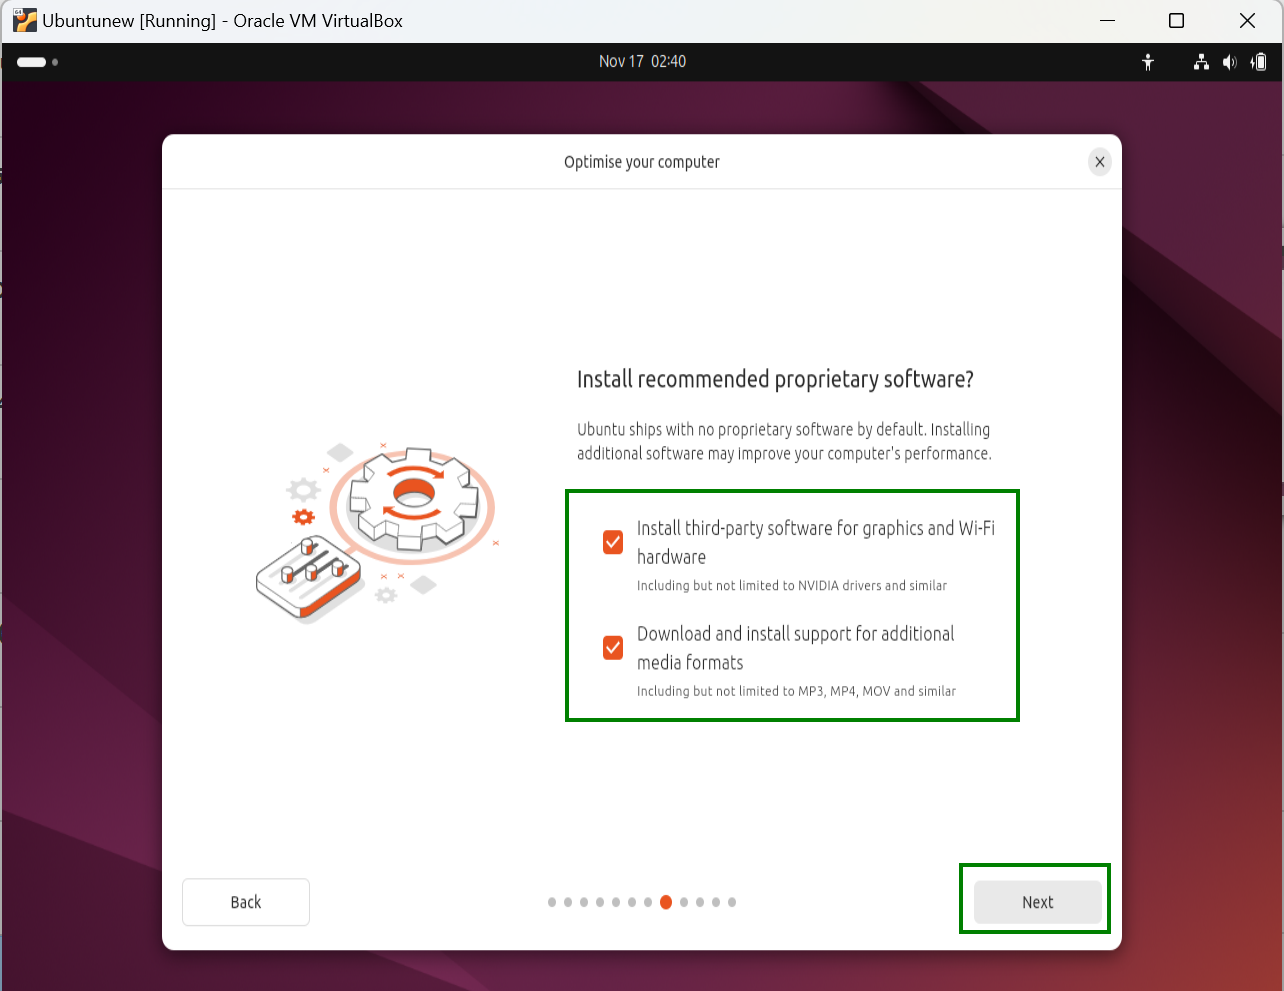 Ubuntunew [Running] - Oracle VM VirtualBox
Nov 17 02:40
Optimise your computer
Install recommended proprietary software?
Ubuntu ships with no proprietary software by default. Installing
additional software may improve your computer's performance.
Install third-party software for graphics and Wi-Fi
hardware
Including but not limited to NVIDIA drivers and similar
Download and install support for additional
media formats
Including but not limited to MP3, MP4, MOV and similar
Back
Next